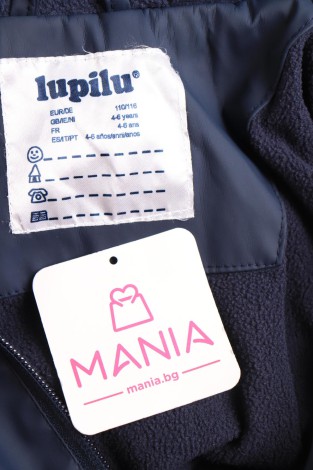 lupilu®
EUR/DE 110/116
GB/IE/NI 4-6 years
FR 4-6 ans
ES/IT/PT 4-6 años/anni/anos
MANIA
mania.bg